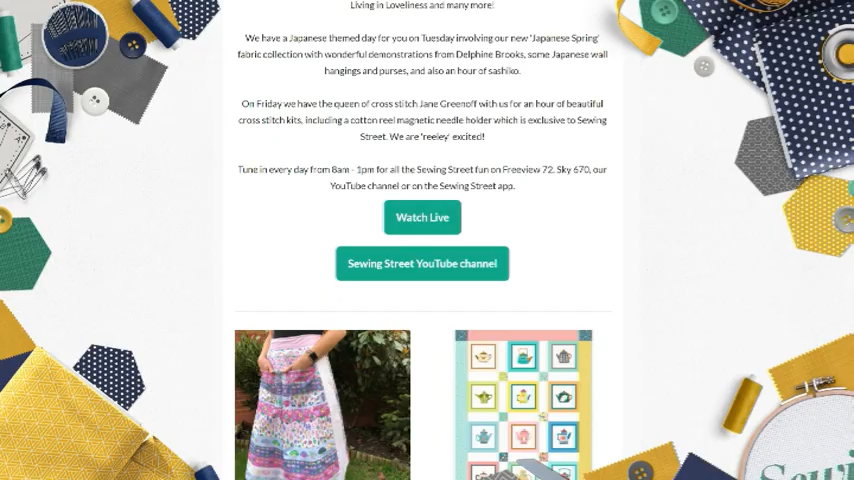 Living in Loveliness and many more!
We have a Japanese themed day for you on Tuesday involving our new 'Japanese Spring'
fabric collection with wonderful demonstrations from Delphine Brooks, some Japanese wall
hangings and purses, and also an hour of sashiko.
On Friday we have the queen of cross stitch Jane Greenoff with us for an hour of beautiful
cross stitch kits, including a cotton reel magnetic needle holder which is exclusive to Sewing
Street. We are 'reeley' excited!
Tune in every day from 8am - 1pm for all the Sewing Street fun on Freeview 72, Sky 670, our
YouTube channel or on the Sewing Street app.
Watch Live
Sewing Street YouTube channel
Sewi